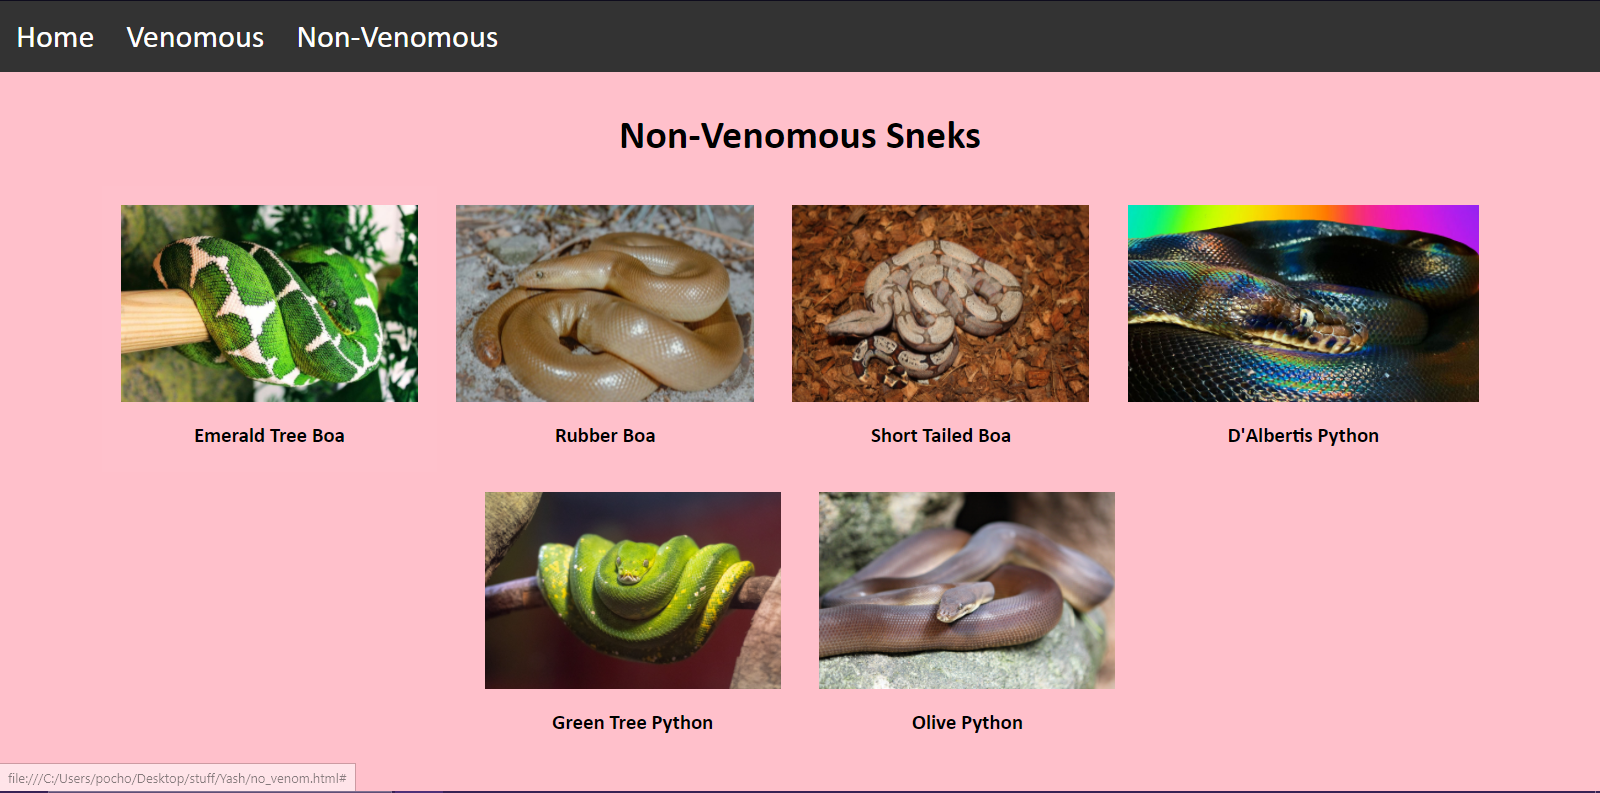 Home Venomous Non-Venomous
Non-Venomous Sneks
Emerald Tree Boa Rubber Boa Short Tailed Boa D'Albertis Python
Green Tree Python Olive Python
file:///C:/Users/pocho/Desktop/stuff/Yash/no_venom.html#